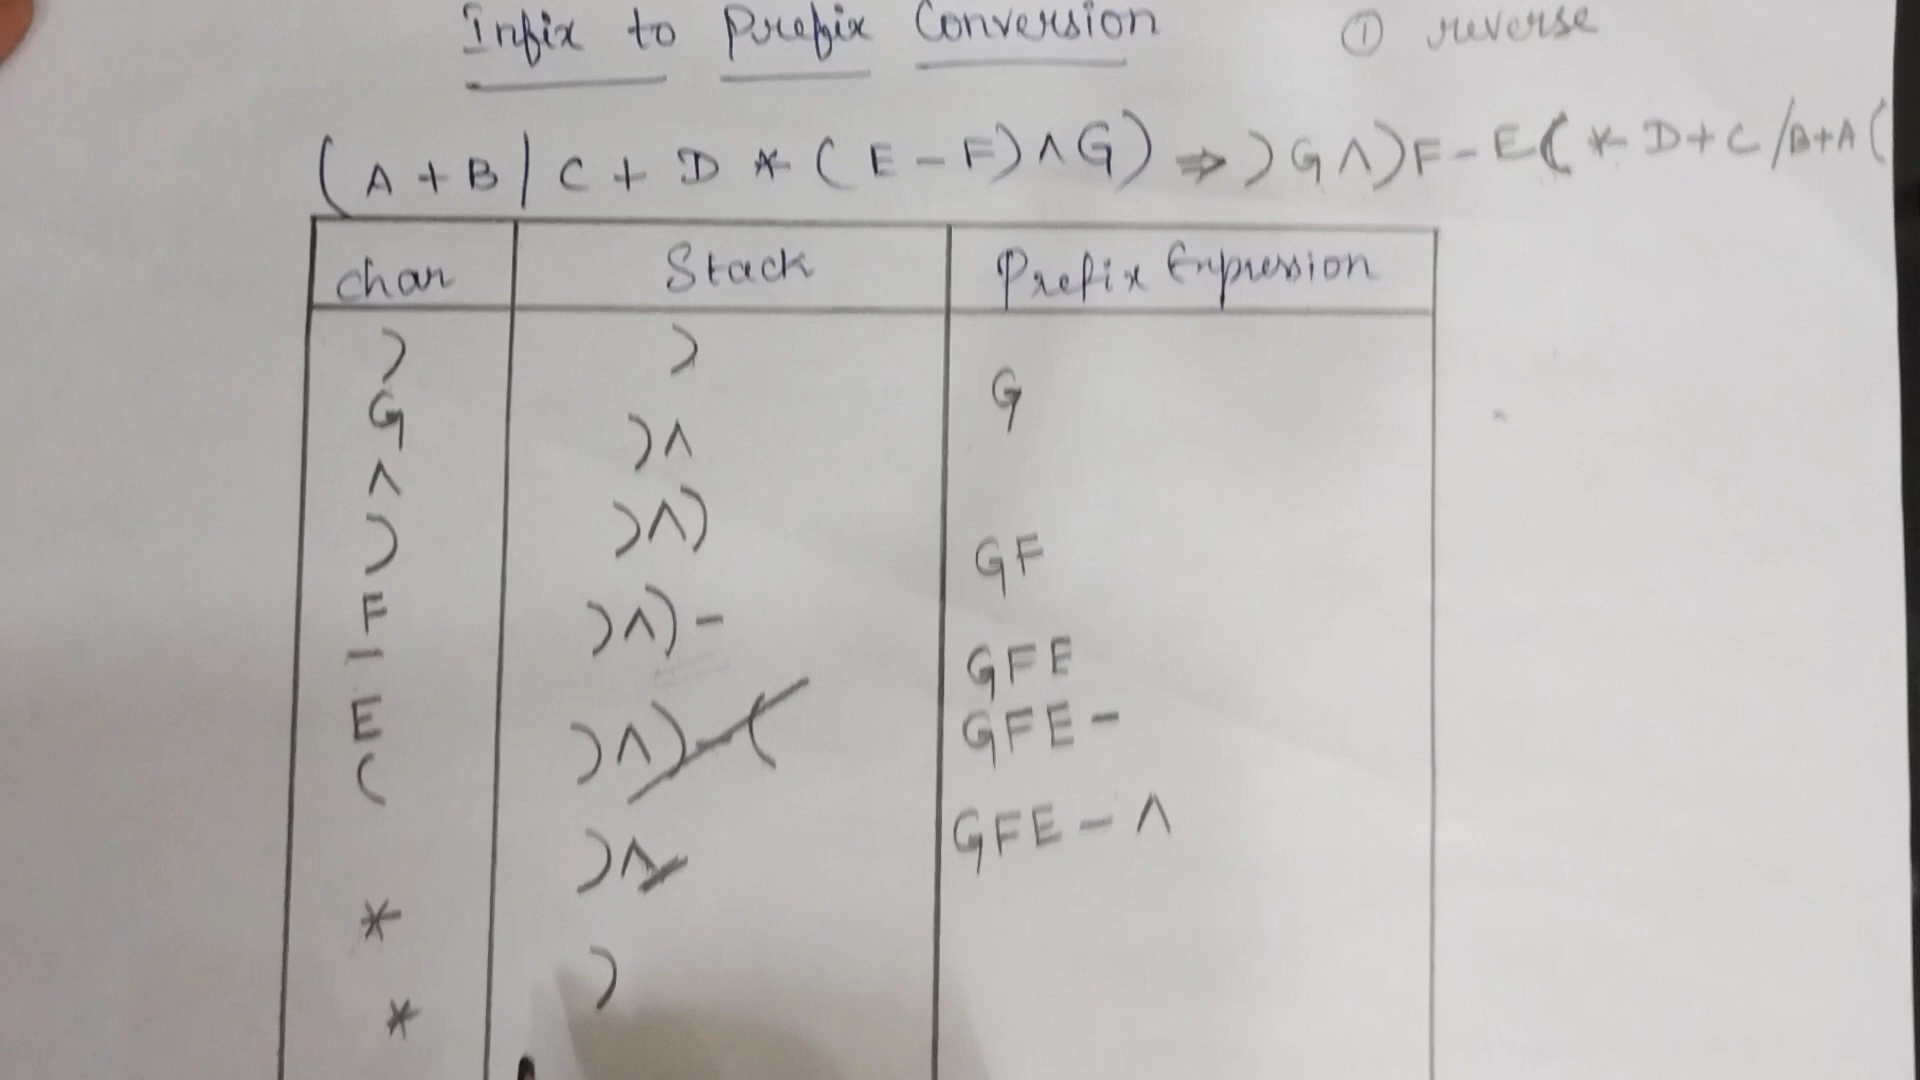 Infix to Prefix Conversion ① reverse
(A+B/C+D*(E-F)^G) ⇒ )G^)F-E(*D+C/B+A(
char Stack Prefix Expression
) )
G G
)^
^
)^)
) GF
F )^)-
- GFE
E )^)-( GFE-
(
)^ GFE-^
*
)
*